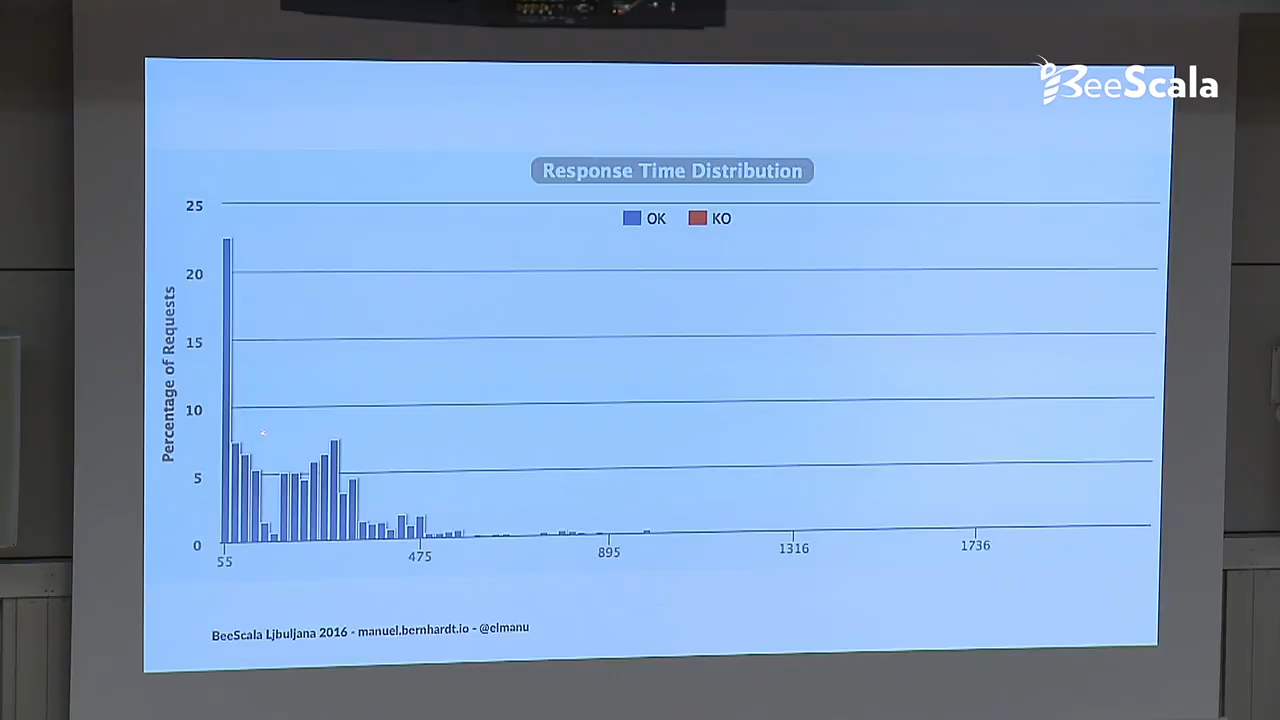 BeeScala
Response Time Distribution
OK KO
25
20
15
10
5
0
Percentage of Requests
55 475 895 1316 1736
BeeScala Ljbuljana 2016 - manuel.bernhardt.io - @elmanu